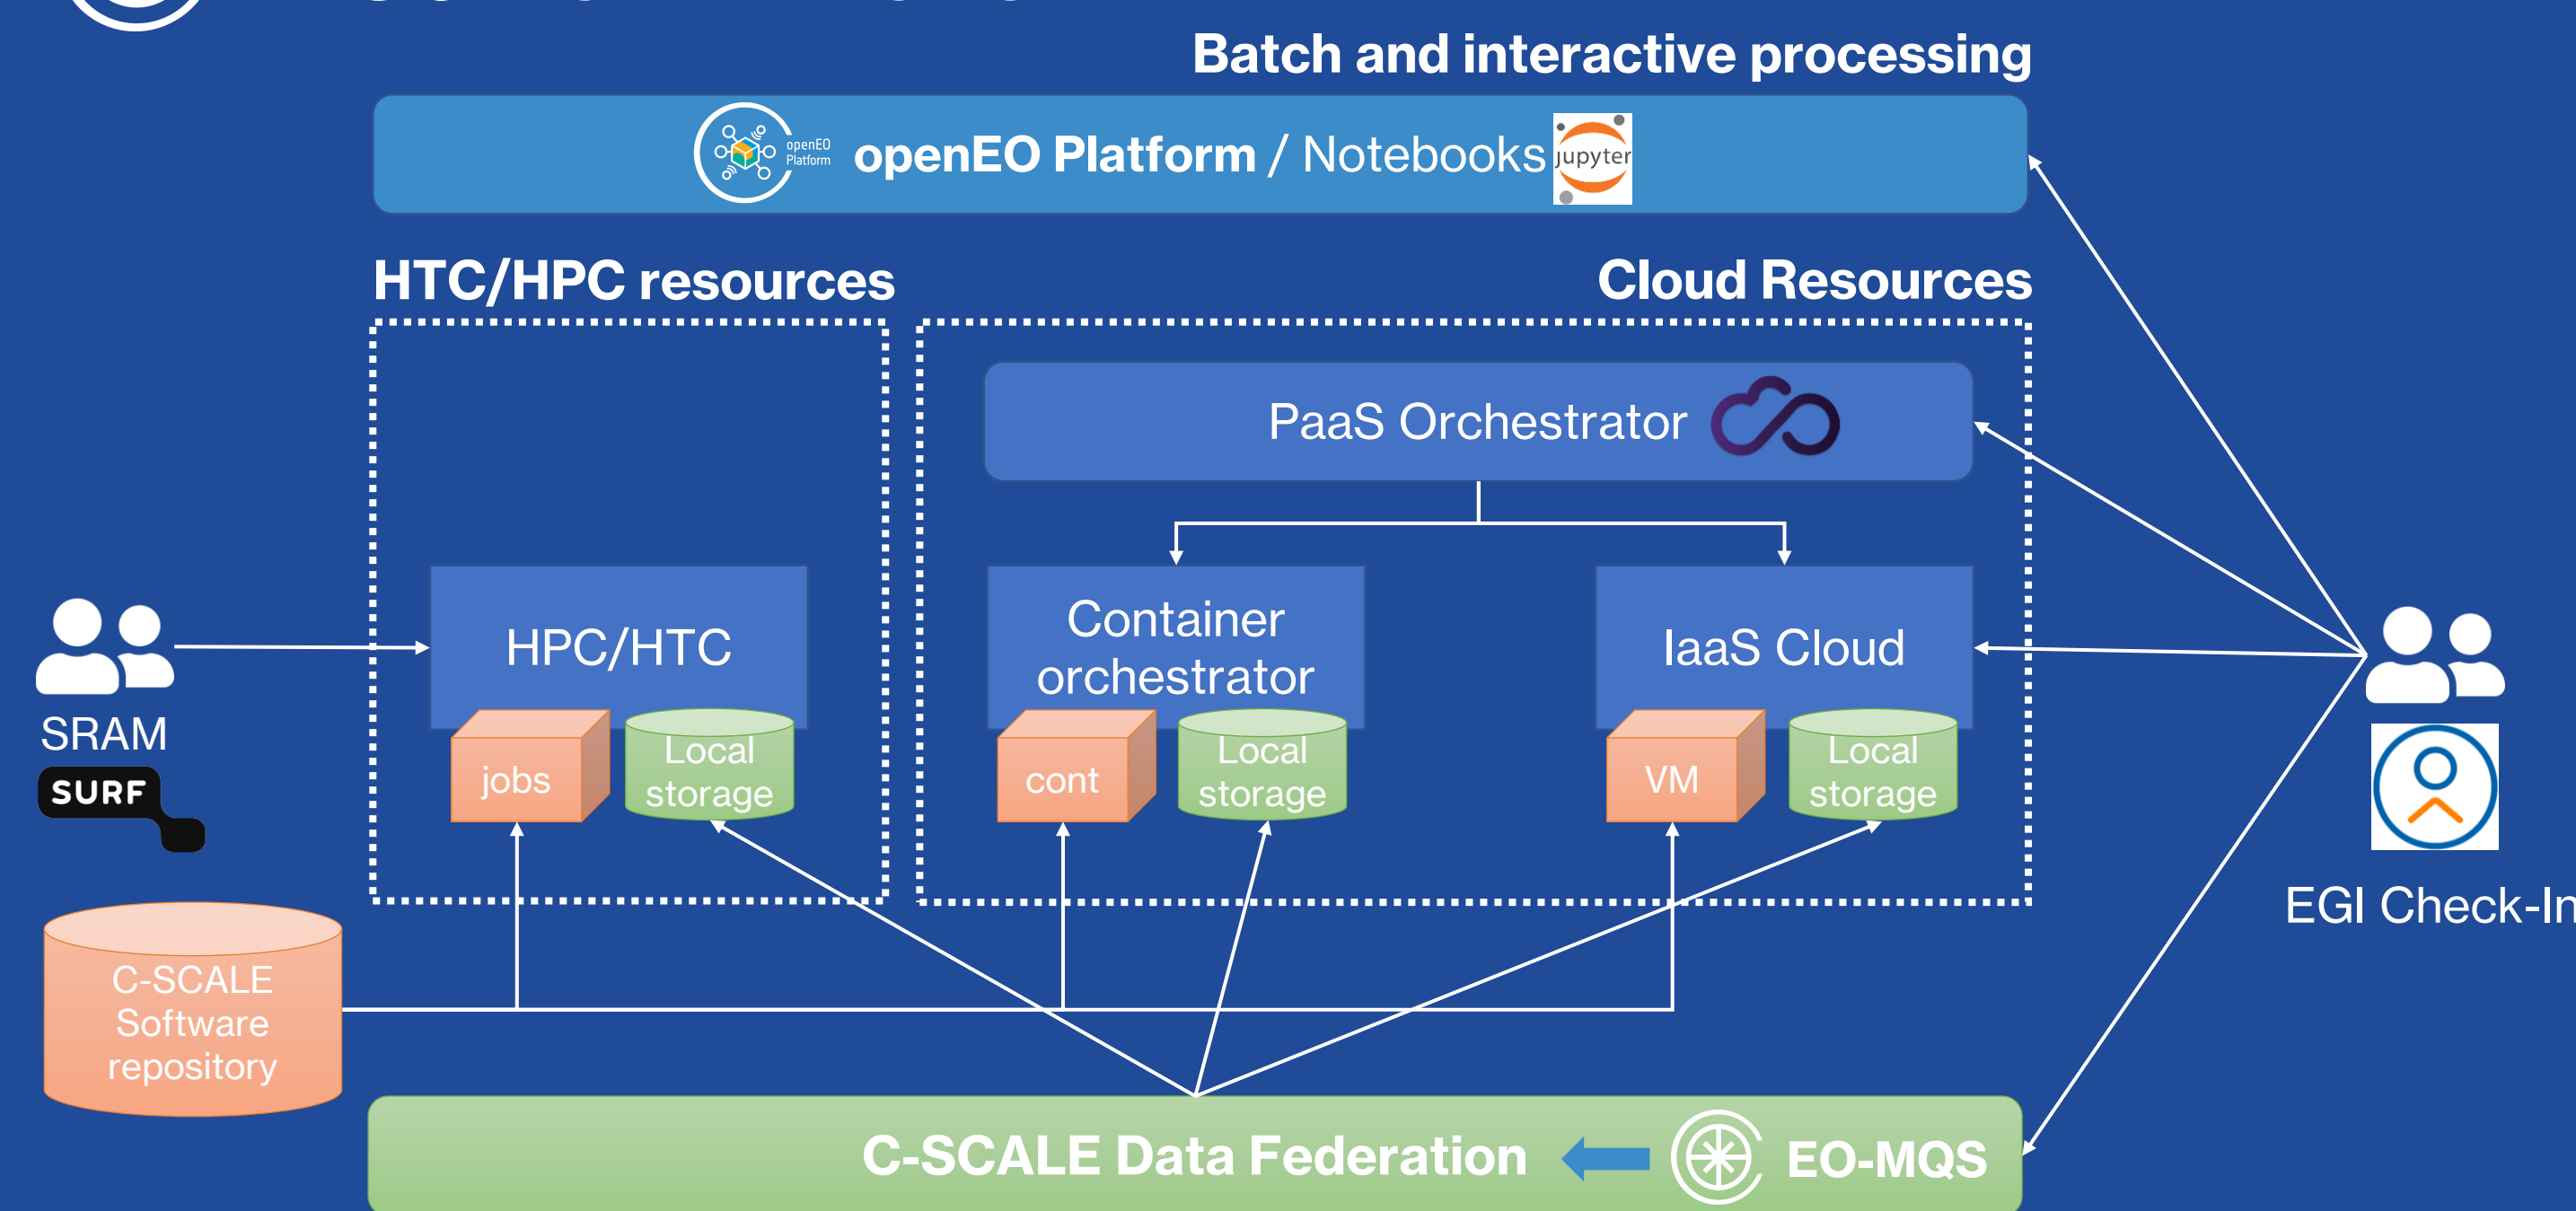 Batch and interactive processing
openEO
Platform
openEO Platform / Notebooks
jupyter
HTC/HPC resources
Cloud Resources
PaaS Orchestrator
HPC/HTC
Container
orchestrator
IaaS Cloud
SRAM
SURF
jobs
Local
storage
cont
Local
storage
VM
Local
storage
EGI Check-In
C-SCALE
Software
repository
C-SCALE Data Federation
EO-MQS